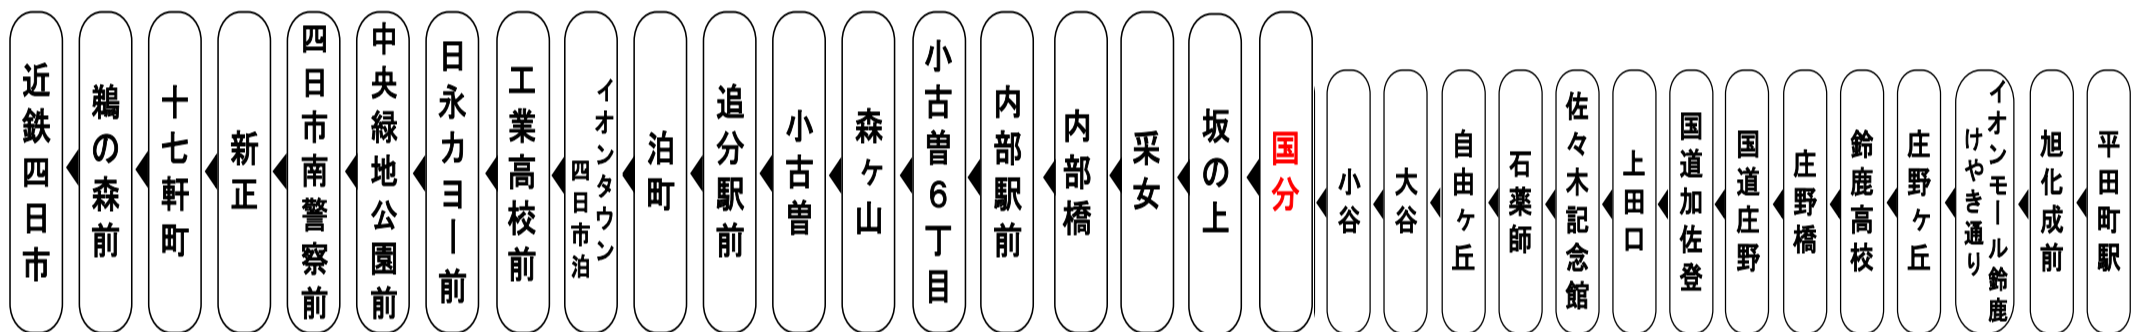 平田町駅
旭化成前
イオンモール鈴鹿
けやき通り
庄野ヶ丘
鈴鹿高校
庄野橋
国道庄野
国道加佐登
上田口
佐々木記念館
石薬師
自由ヶ丘
大谷
小谷
国分
坂の上
采女
内部橋
内部駅前
小古曽６丁目
森ヶ山
小古曽
追分駅前
泊町
イオンタウン
四日市泊
工業高校前
日永カヨー前
中央緑地公園前
四日市南警察前
新正
十七軒町
鵜の森前
近鉄四日市